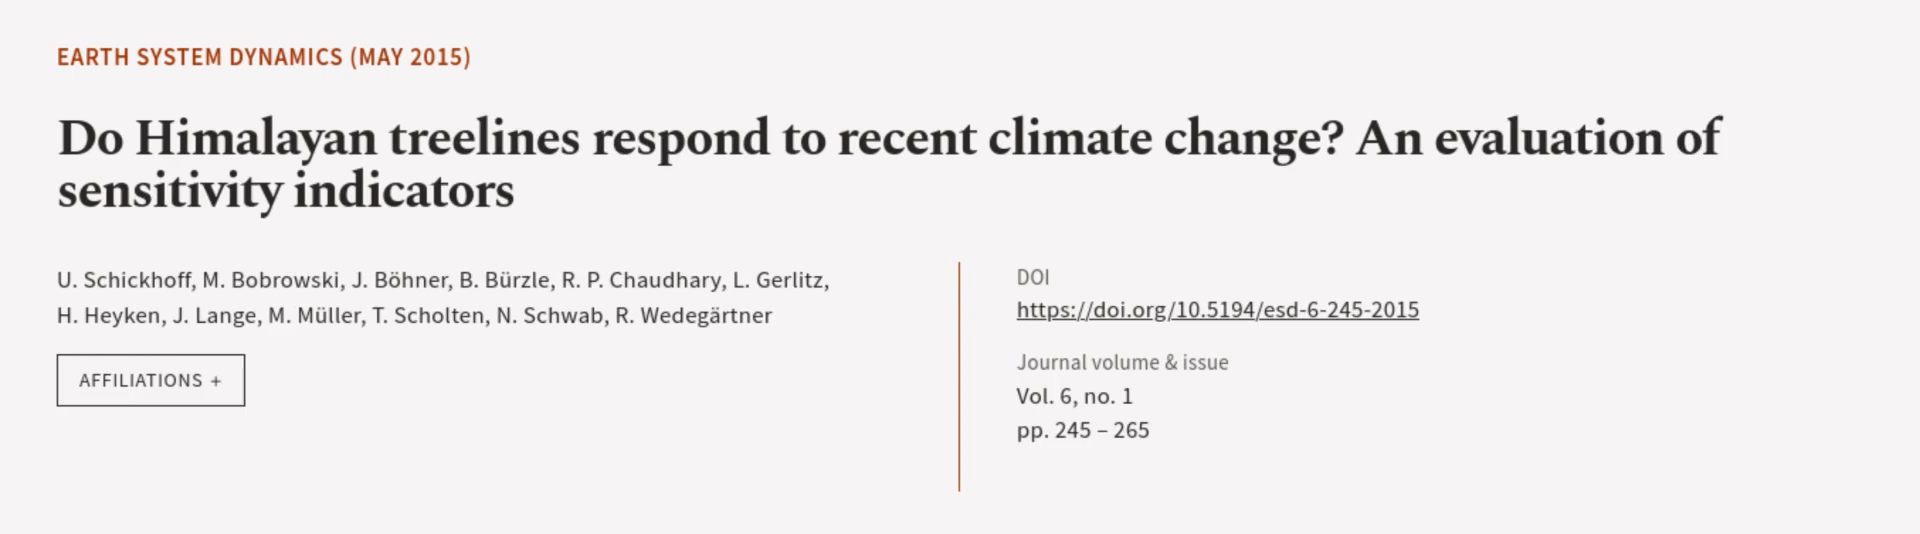 EARTH SYSTEM DYNAMICS (MAY 2015)
Do Himalayan treelines respond to recent climate change? An evaluation of
sensitivity indicators
U. Schickhoff, M. Bobrowski, J. Böhner, B. Bürzle, R. P. Chaudhary, L. Gerlitz,
H. Heyken, J. Lange, M. Müller, T. Scholten, N. Schwab, R. Wedegärtner
AFFILIATIONS +
DOI
https://doi.org/10.5194/esd-6-245-2015
Journal volume & issue
Vol. 6, no. 1
pp. 245 – 265